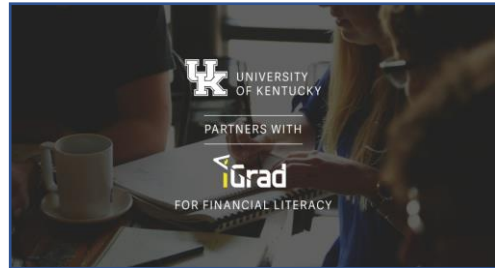 UK UNIVERSITY
OF KENTUCKY
PARTNERS WITH
iGrad
FOR FINANCIAL LITERACY